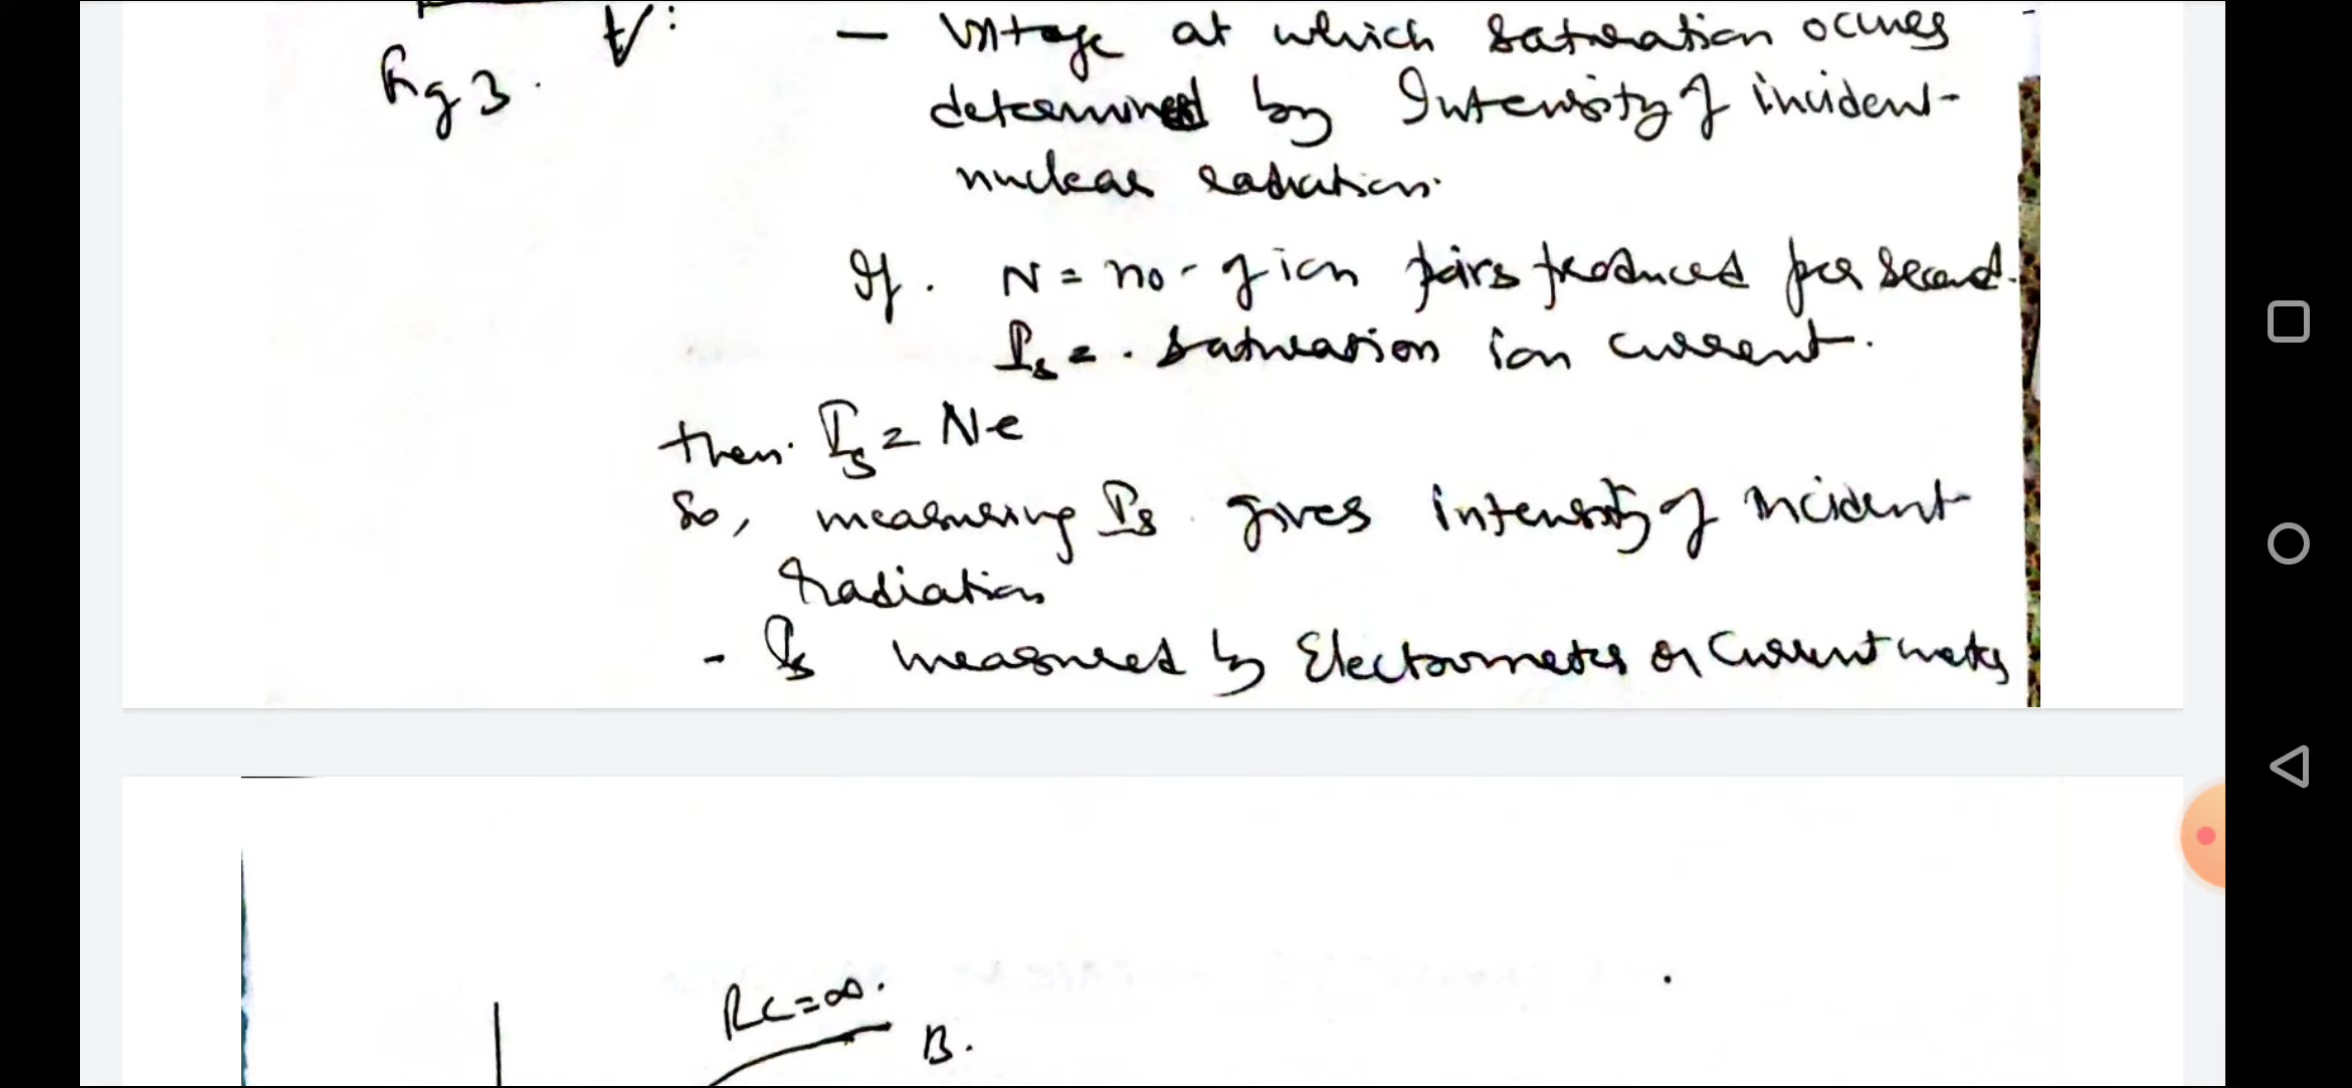 Fig 3. V:
— Voltage at which saturation occurs
determined by Intensity of incident
nuclear radiation.
If. N = no. of ion pairs produced per second.
Is = . saturation ion current.
then. Is = Ne
So, measuring Is gives intensity of incident
radiation
- Is measured by Electrometer or Current meter
RC=∞.
B.